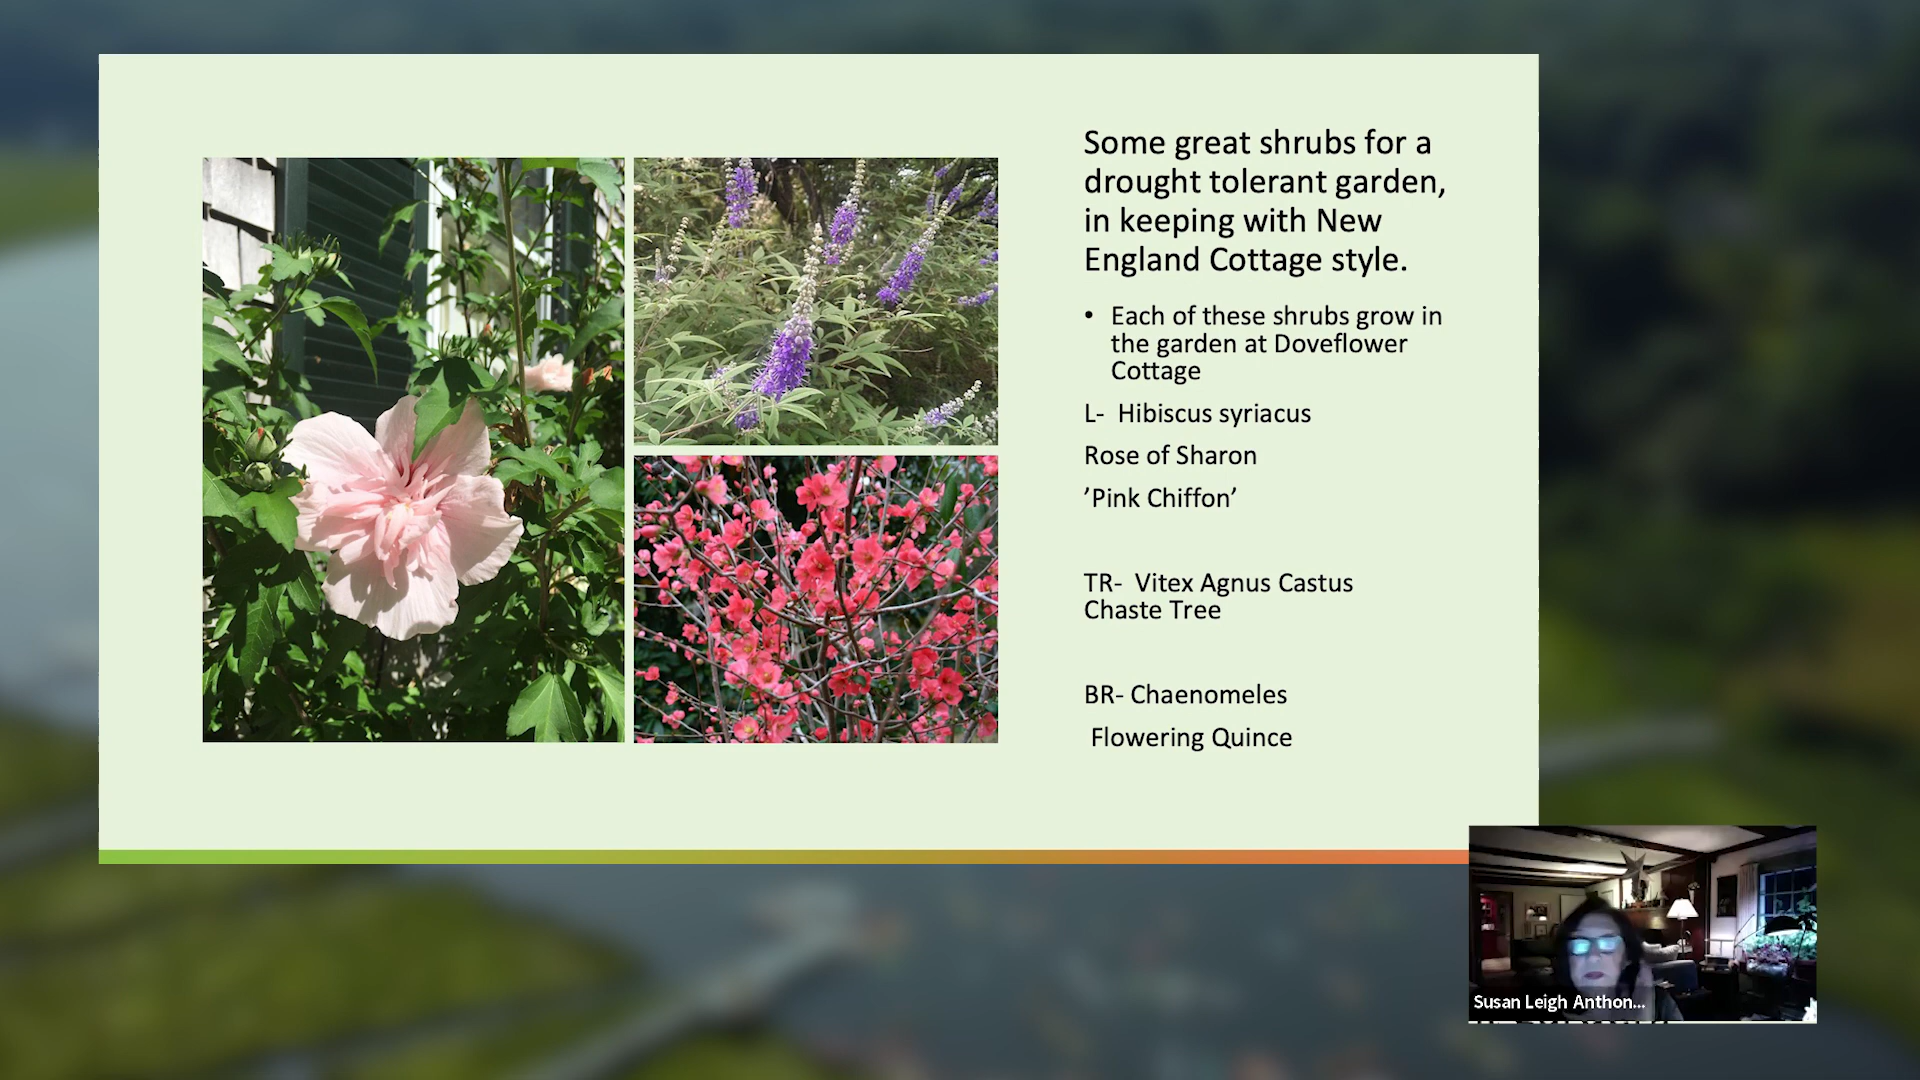 Some great shrubs for a
drought tolerant garden,
in keeping with New
England Cottage style.
• Each of these shrubs grow in
the garden at Doveflower
Cottage
L- Hibiscus syriacus
Rose of Sharon
’Pink Chiffon’
TR- Vitex Agnus Castus
Chaste Tree
BR- Chaenomeles
Flowering Quince
Susan Leigh Anthon...